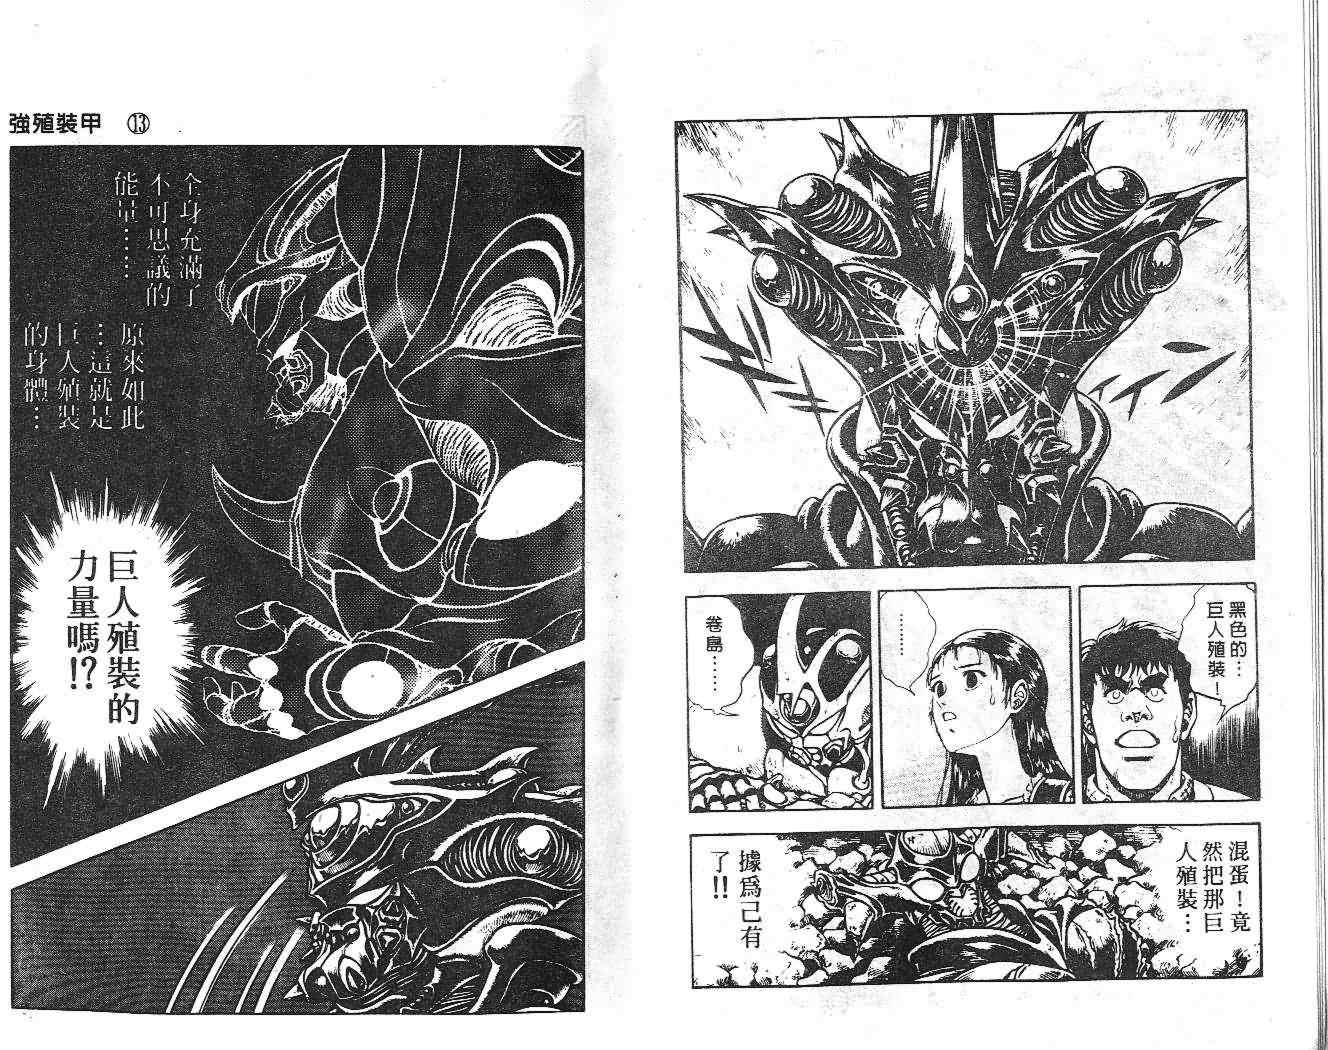 黑色的…
巨人殖裝！
…………
卷島……
混蛋！竟
然把那巨
人殖裝…
據爲己有
了!!
強殖裝甲 ⑬
全身充滿了
不可思議的
能量……
原來如此
…這就是
巨人殖裝
的身體…
巨人殖裝的
力量嗎!?